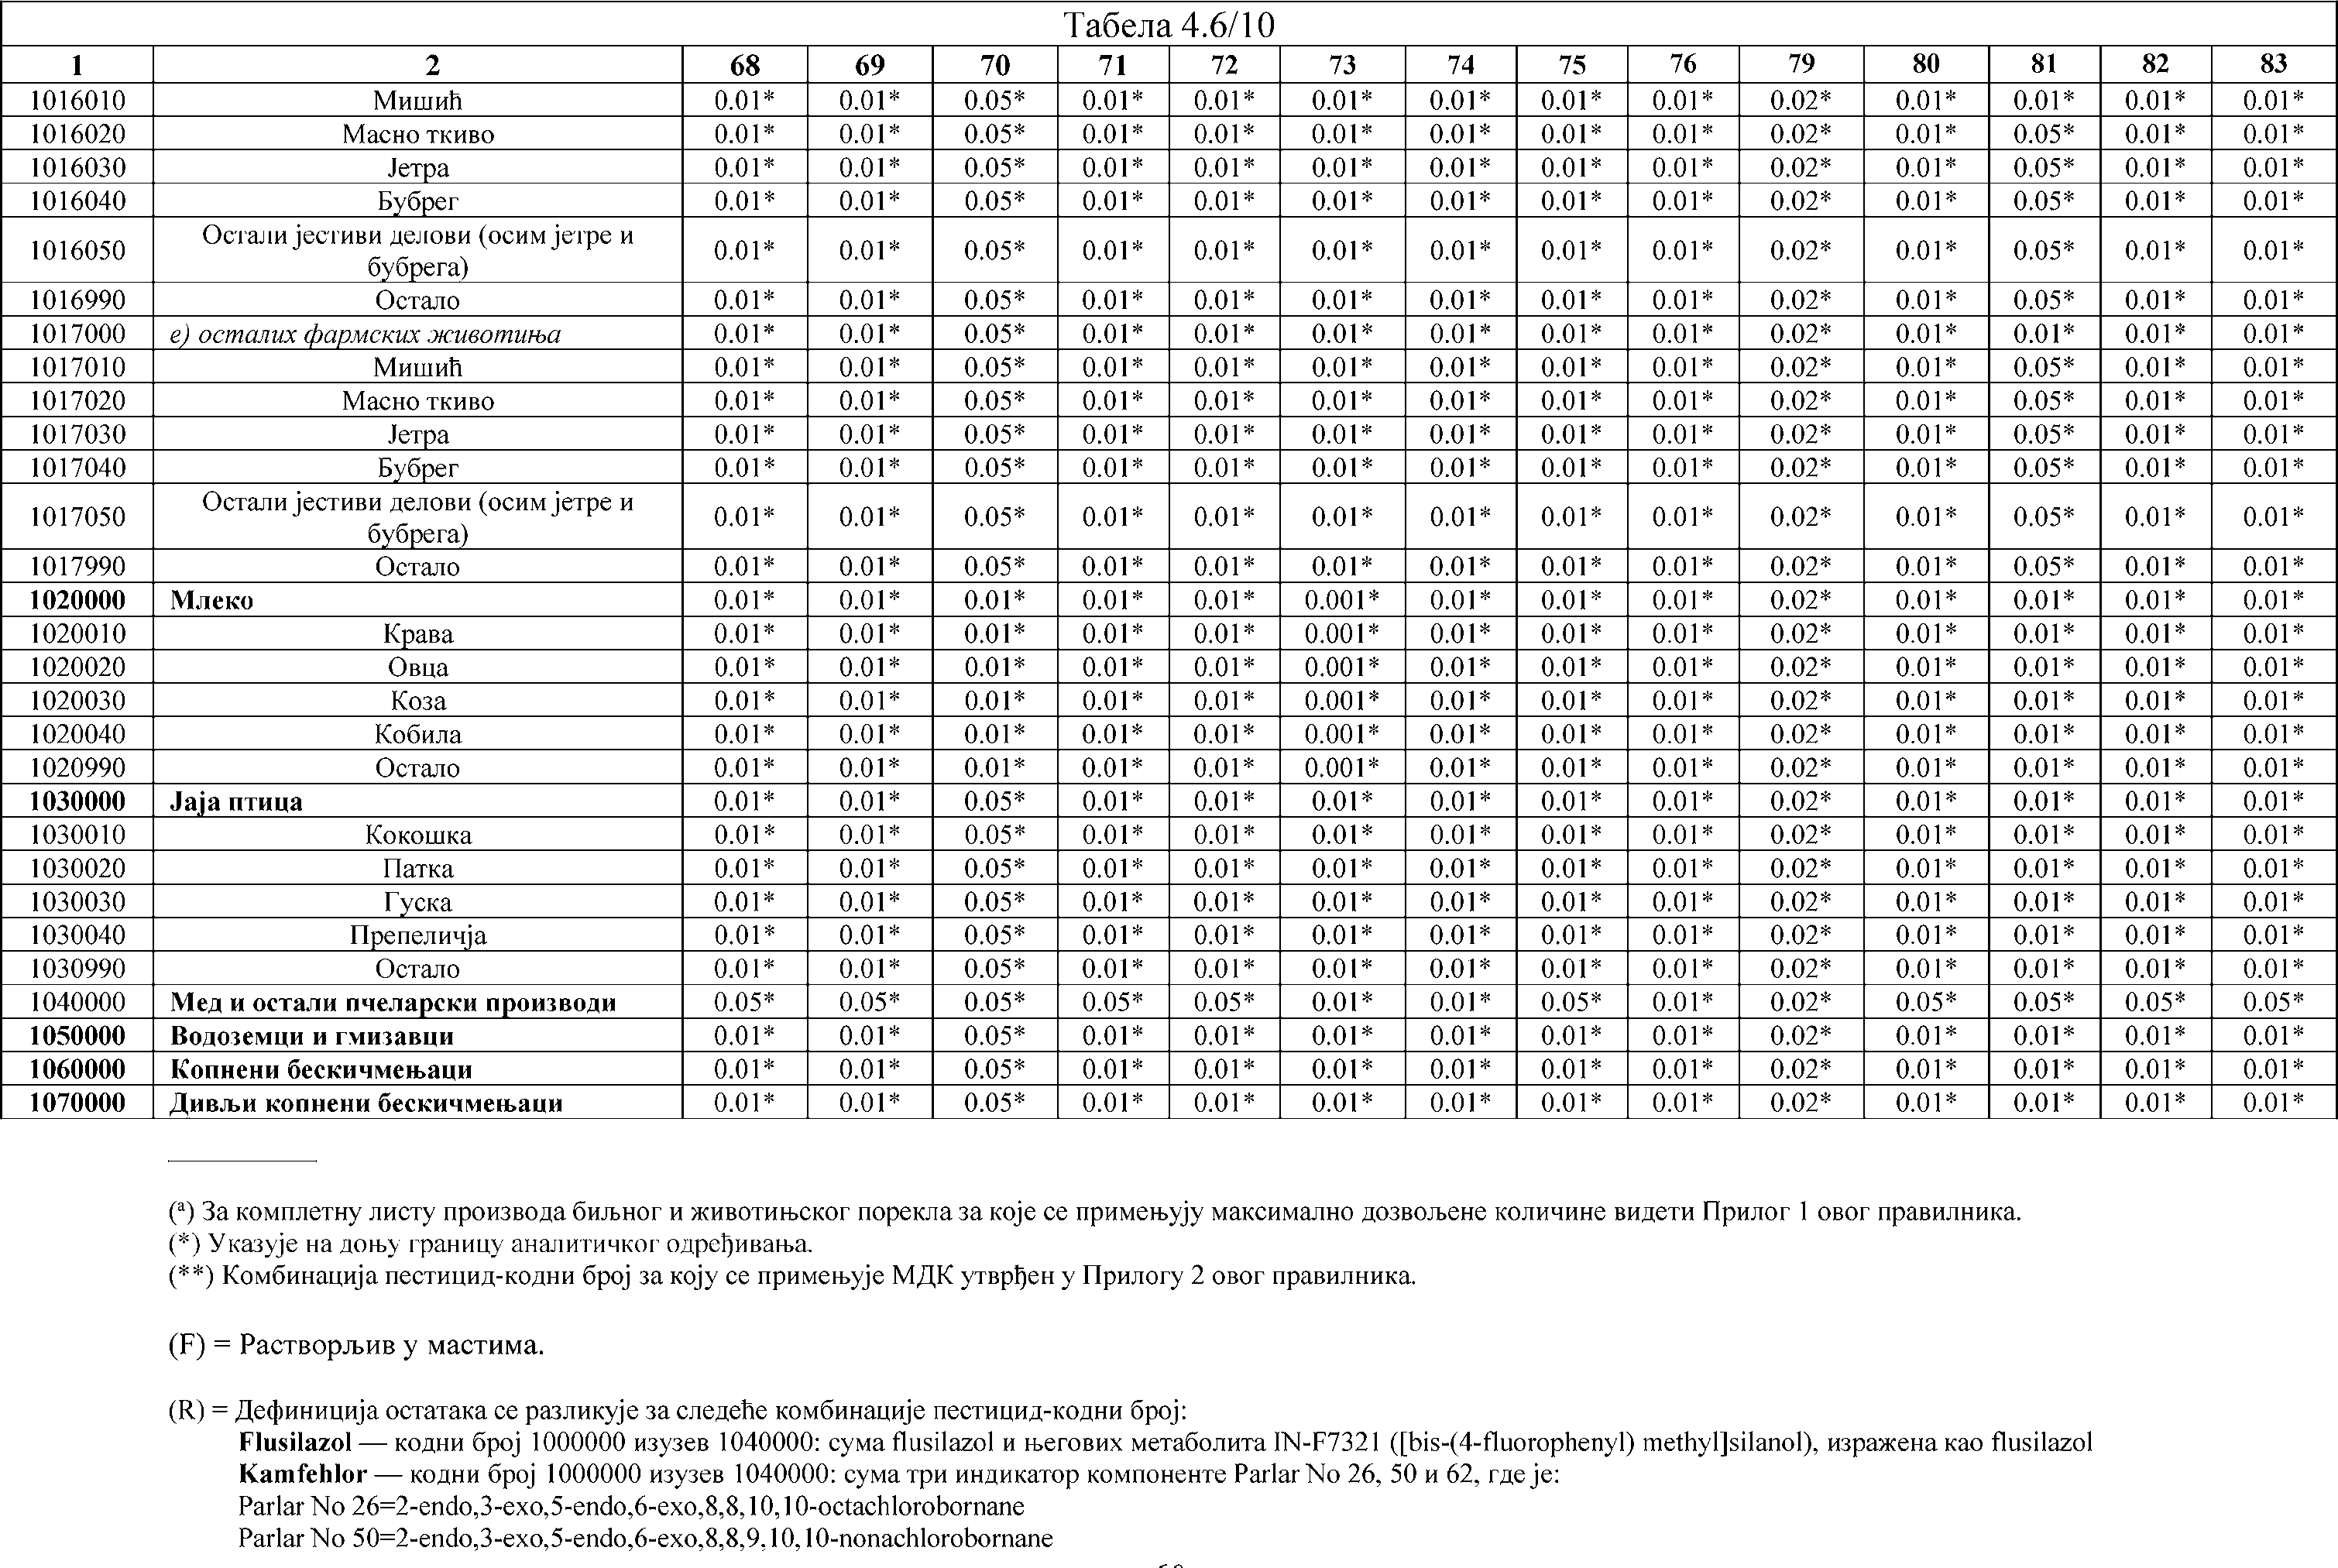 Табела 4.6/10
1 2 68 69 70 71 72 73 74 75 76 79 80 81 82 83
1016010 Мишић 0.01* 0.01* 0.05* 0.01* 0.01* 0.01* 0.01* 0.01* 0.01* 0.02* 0.01* 0.01* 0.01* 0.01*
1016020 Масно ткиво 0.01* 0.01* 0.05* 0.01* 0.01* 0.01* 0.01* 0.01* 0.01* 0.02* 0.01* 0.05* 0.01* 0.01*
1016030 Јетра 0.01* 0.01* 0.05* 0.01* 0.01* 0.01* 0.01* 0.01* 0.01* 0.02* 0.01* 0.05* 0.01* 0.01*
1016040 Бубрег 0.01* 0.01* 0.05* 0.01* 0.01* 0.01* 0.01* 0.01* 0.01* 0.02* 0.01* 0.05* 0.01* 0.01*
Остали јестиви делови (осим јетре и
1016050 бубрега) 0.01* 0.01* 0.05* 0.01* 0.01* 0.01* 0.01* 0.01* 0.01* 0.02* 0.01* 0.05* 0.01* 0.01*
1016990 Остало 0.01* 0.01* 0.05* 0.01* 0.01* 0.01* 0.01* 0.01* 0.01* 0.02* 0.01* 0.05* 0.01* 0.01*
1017000 е) осталих фармских животиња 0.01* 0.01* 0.05* 0.01* 0.01* 0.01* 0.01* 0.01* 0.01* 0.02* 0.01* 0.01* 0.01* 0.01*
1017010 Мишић 0.01* 0.01* 0.05* 0.01* 0.01* 0.01* 0.01* 0.01* 0.01* 0.02* 0.01* 0.05* 0.01* 0.01*
1017020 Масно ткиво 0.01* 0.01* 0.05* 0.01* 0.01* 0.01* 0.01* 0.01* 0.01* 0.02* 0.01* 0.05* 0.01* 0.01*
1017030 Јетра 0.01* 0.01* 0.05* 0.01* 0.01* 0.01* 0.01* 0.01* 0.01* 0.02* 0.01* 0.05* 0.01* 0.01*
1017040 Бубрег 0.01* 0.01* 0.05* 0.01* 0.01* 0.01* 0.01* 0.01* 0.01* 0.02* 0.01* 0.05* 0.01* 0.01*
Остали јестиви делови (осим јетре и
1017050 бубрега) 0.01* 0.01* 0.05* 0.01* 0.01* 0.01* 0.01* 0.01* 0.01* 0.02* 0.01* 0.05* 0.01* 0.01*
1017990 Остало 0.01* 0.01* 0.05* 0.01* 0.01* 0.01* 0.01* 0.01* 0.01* 0.02* 0.01* 0.05* 0.01* 0.01*
1020000 Млеко 0.01* 0.01* 0.01* 0.01* 0.01* 0.001* 0.01* 0.01* 0.01* 0.02* 0.01* 0.01* 0.01* 0.01*
1020010 Крава 0.01* 0.01* 0.01* 0.01* 0.01* 0.001* 0.01* 0.01* 0.01* 0.02* 0.01* 0.01* 0.01* 0.01*
1020020 Овца 0.01* 0.01* 0.01* 0.01* 0.01* 0.001* 0.01* 0.01* 0.01* 0.02* 0.01* 0.01* 0.01* 0.01*
1020030 Коза 0.01* 0.01* 0.01* 0.01* 0.01* 0.001* 0.01* 0.01* 0.01* 0.02* 0.01* 0.01* 0.01* 0.01*
1020040 Кобила 0.01* 0.01* 0.01* 0.01* 0.01* 0.001* 0.01* 0.01* 0.01* 0.02* 0.01* 0.01* 0.01* 0.01*
1020990 Остало 0.01* 0.01* 0.01* 0.01* 0.01* 0.001* 0.01* 0.01* 0.01* 0.02* 0.01* 0.01* 0.01* 0.01*
1030000 Јаја птица 0.01* 0.01* 0.05* 0.01* 0.01* 0.01* 0.01* 0.01* 0.01* 0.02* 0.01* 0.01* 0.01* 0.01*
1030010 Кокошка 0.01* 0.01* 0.05* 0.01* 0.01* 0.01* 0.01* 0.01* 0.01* 0.02* 0.01* 0.01* 0.01* 0.01*
1030020 Патка 0.01* 0.01* 0.05* 0.01* 0.01* 0.01* 0.01* 0.01* 0.01* 0.02* 0.01* 0.01* 0.01* 0.01*
1030030 Гуска 0.01* 0.01* 0.05* 0.01* 0.01* 0.01* 0.01* 0.01* 0.01* 0.02* 0.01* 0.01* 0.01* 0.01*
1030040 Препеличја 0.01* 0.01* 0.05* 0.01* 0.01* 0.01* 0.01* 0.01* 0.01* 0.02* 0.01* 0.01* 0.01* 0.01*
1030990 Остало 0.01* 0.01* 0.05* 0.01* 0.01* 0.01* 0.01* 0.01* 0.01* 0.02* 0.01* 0.01* 0.01* 0.01*
1040000 Мед и остали пчеларски производи 0.05* 0.05* 0.05* 0.05* 0.05* 0.01* 0.01* 0.05* 0.01* 0.02* 0.05* 0.05* 0.05* 0.05*
1050000 Водоземци и гмизавци 0.01* 0.01* 0.05* 0.01* 0.01* 0.01* 0.01* 0.01* 0.01* 0.02* 0.01* 0.01* 0.01* 0.01*
1060000 Копнени бескичмењаци 0.01* 0.01* 0.05* 0.01* 0.01* 0.01* 0.01* 0.01* 0.01* 0.02* 0.01* 0.01* 0.01* 0.01*
1070000 Дивљи копнени бескичмењаци 0.01* 0.01* 0.05* 0.01* 0.01* 0.01* 0.01* 0.01* 0.01* 0.02* 0.01* 0.01* 0.01* 0.01*
(ª) За комплетну листу производа биљног и животињског порекла за које се примењују максимално дозвољене количине видети Прилог 1 овог правилника.
(*) Указује на доњу границу аналитичког одређивања.
(**) Комбинација пестицид-кодни број за коју се примењује МДК утврђен у Прилогу 2 овог правилника.
(F) = Растворљив у мастима.
(R) = Дефиниција остатака се разликује за следеће комбинације пестицид-кодни број:
Flusilazol — кодни број 1000000 изузев 1040000: сума flusilazol и његових метаболита IN-F7321 ([bis-(4-fluorophenyl) methyl]silanol), изражена као flusilazol
Kamfehlor — кодни број 1000000 изузев 1040000: сума три индикатор компоненте Parlar No 26, 50 и 62, где је:
Parlar No 26=2-endo,3-exo,5-endo,6-exo,8,8,10,10-octachlorobornane
Parlar No 50=2-endo,3-exo,5-endo,6-exo,8,8,9,10,10-nonachlorobornane